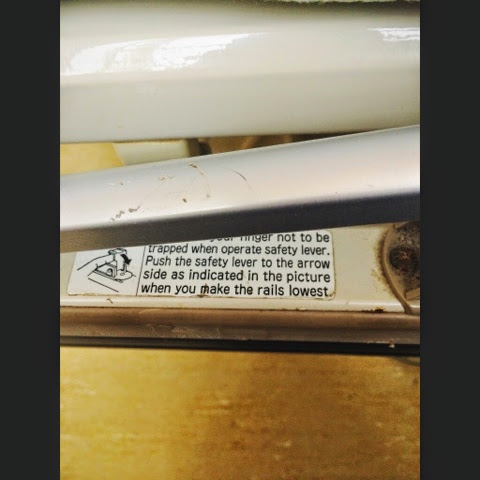 your finger not to be
trapped when operate safety lever.
Push the safety lever to the arrow
side as indicated in the picture
when you make the rails lowest